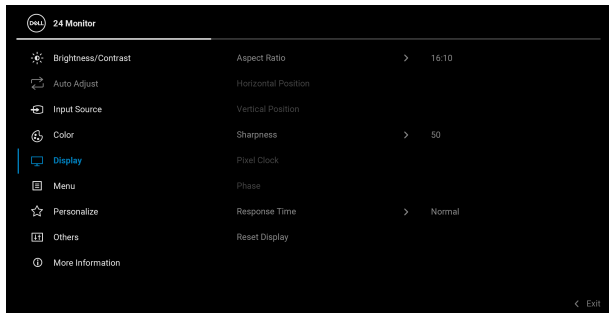 DELL 24 Monitor
Brightness/Contrast Aspect Ratio > 16:10
Auto Adjust Horizontal Position
Input Source Vertical Position
Color Sharpness > 50
Display Pixel Clock
Menu Phase
Personalize Response Time > Normal
Others Reset Display
More Information
< Exit